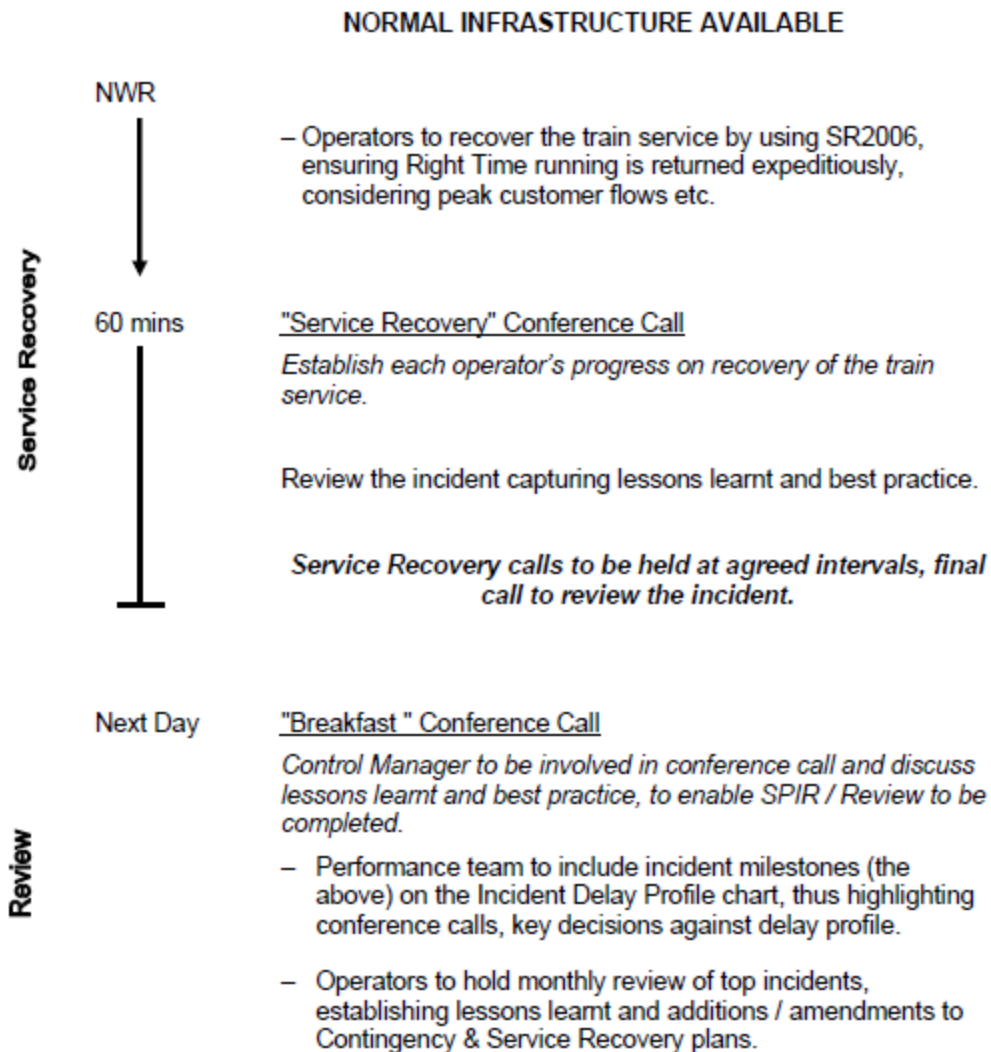 NORMAL INFRASTRUCTURE AVAILABLE
Service Recovery
NWR
– Operators to recover the train service by using SR2006,
ensuring Right Time running is returned expeditiously,
considering peak customer flows etc.
60 mins
"Service Recovery" Conference Call
Establish each operator's progress on recovery of the train
service.
Review the incident capturing lessons learnt and best practice.
Service Recovery calls to be held at agreed intervals, final
call to review the incident.
Review
Next Day
"Breakfast " Conference Call
Control Manager to be involved in conference call and discuss
lessons learnt and best practice, to enable SPIR / Review to be
completed.
– Performance team to include incident milestones (the
above) on the Incident Delay Profile chart, thus highlighting
conference calls, key decisions against delay profile.
– Operators to hold monthly review of top incidents,
establishing lessons learnt and additions / amendments to
Contingency & Service Recovery plans.